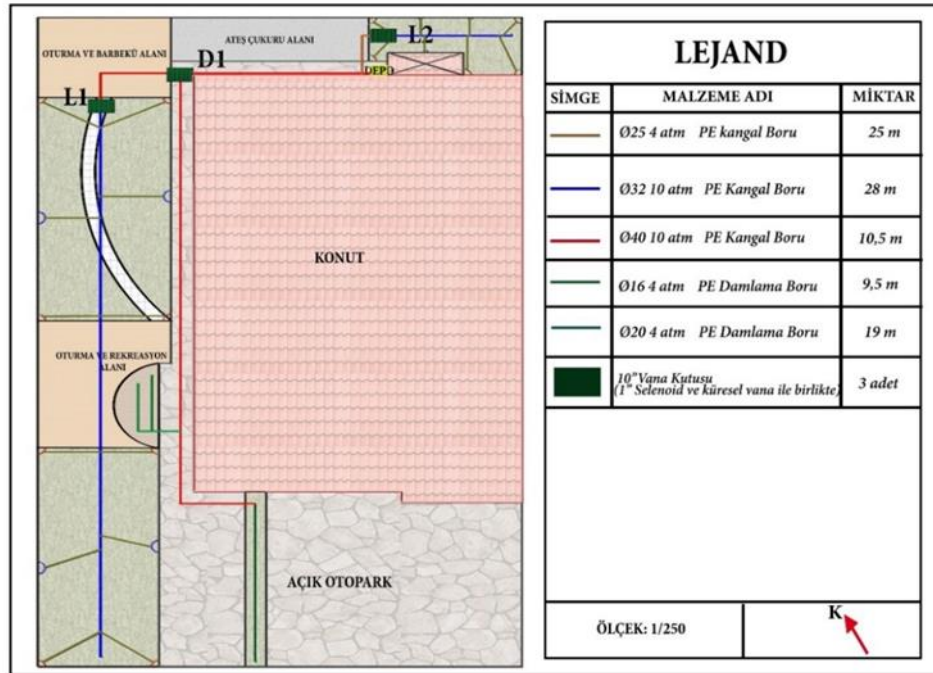 OTURMA VE BARBEKÜ ALANI
ATEŞ ÇUKURU ALANI
L2
D1
DEPO
L1
KONUT
OTURMA VE REKREASYON
ALANI
AÇIK OTOPARK
LEJAND
SİMGE MALZEME ADI MİKTAR
Ø25 4 atm PE kangal Boru 25 m
Ø32 10 atm PE Kangal Boru 28 m
Ø40 10 atm PE Kangal Boru 10,5 m
Ø16 4 atm PE Damlama Boru 9,5 m
Ø20 4 atm PE Damlama Boru 19 m
10" Vana Kutusu
(1" Selenoid ve küresel vana ile birlikte) 3 adet
ÖLÇEK: 1/250
K